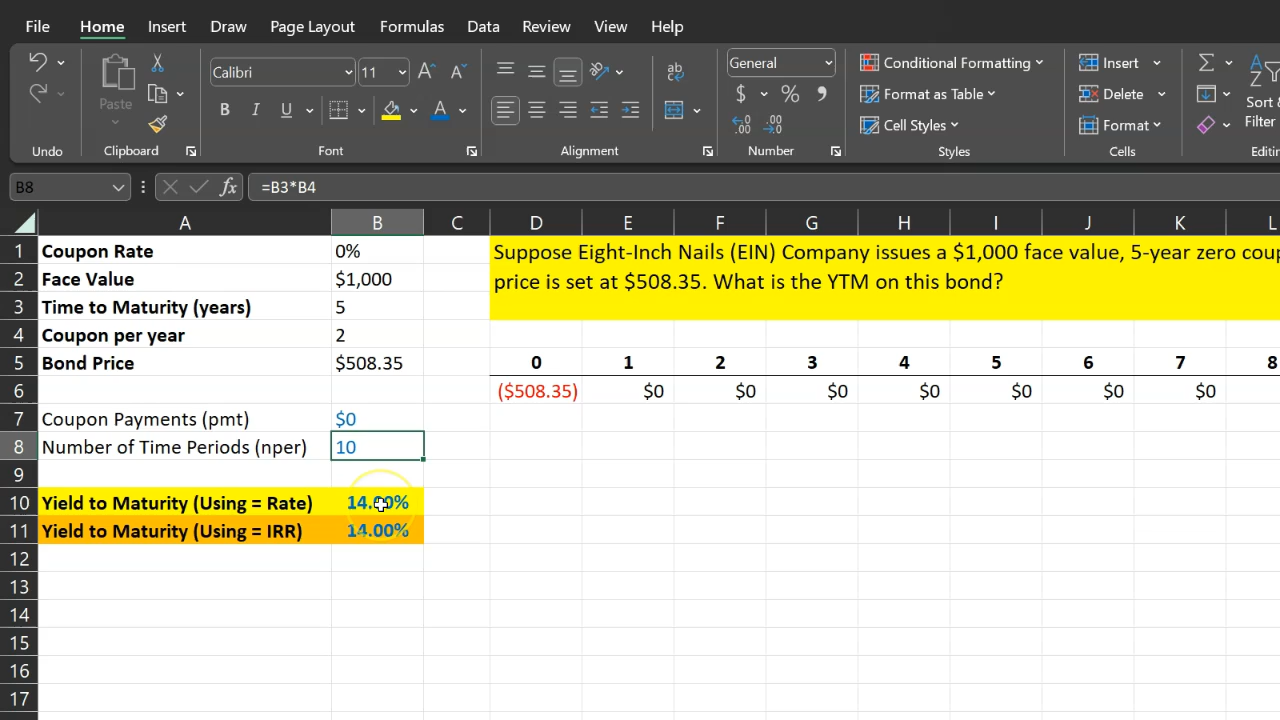 File Home Insert Draw Page Layout Formulas Data Review View Help
Calibri 11 General Conditional Formatting Insert
Paste Format as Table Delete Sort &
B I U A $ % Cell Styles Format Filter
Undo Clipboard Font Alignment Number Styles Cells Editin
B8 fx =B3*B4
A B C D E F G H I J K L
1 Coupon Rate 0% Suppose Eight-Inch Nails (EIN) Company issues a $1,000 face value, 5-year zero coup
2 Face Value $1,000 price is set at $508.35. What is the YTM on this bond?
3 Time to Maturity (years) 5
4 Coupon per year 2
5 Bond Price $508.35 0 1 2 3 4 5 6 7 8
6 ($508.35) $0 $0 $0 $0 $0 $0 $0
7 Coupon Payments (pmt) $0
8 Number of Time Periods (nper) 10
9
10 Yield to Maturity (Using = Rate) 14.00%
11 Yield to Maturity (Using = IRR) 14.00%
12
13
14
15
16
17